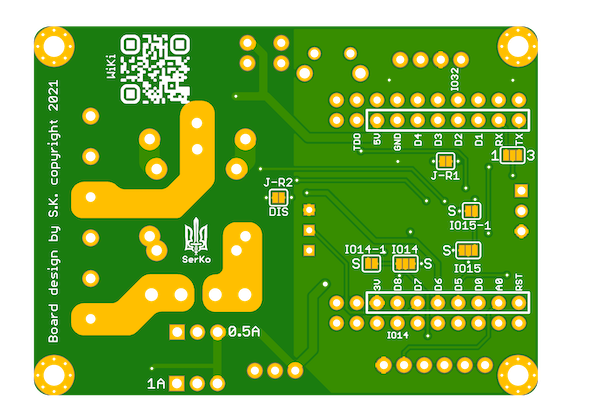 WiKi
Board design by S.K. copyright 2021
IO32
TDO
5V
GND
D4
D3
D2
D1
RX
TX
1
3
J-R1
J-R2
DIS
S
IO15-1
SerKo
IO14-1
IO14
S
S
S
IO15
3V
D8
D7
D6
D5
D0
A0
RST
IO14
0.5A
1A